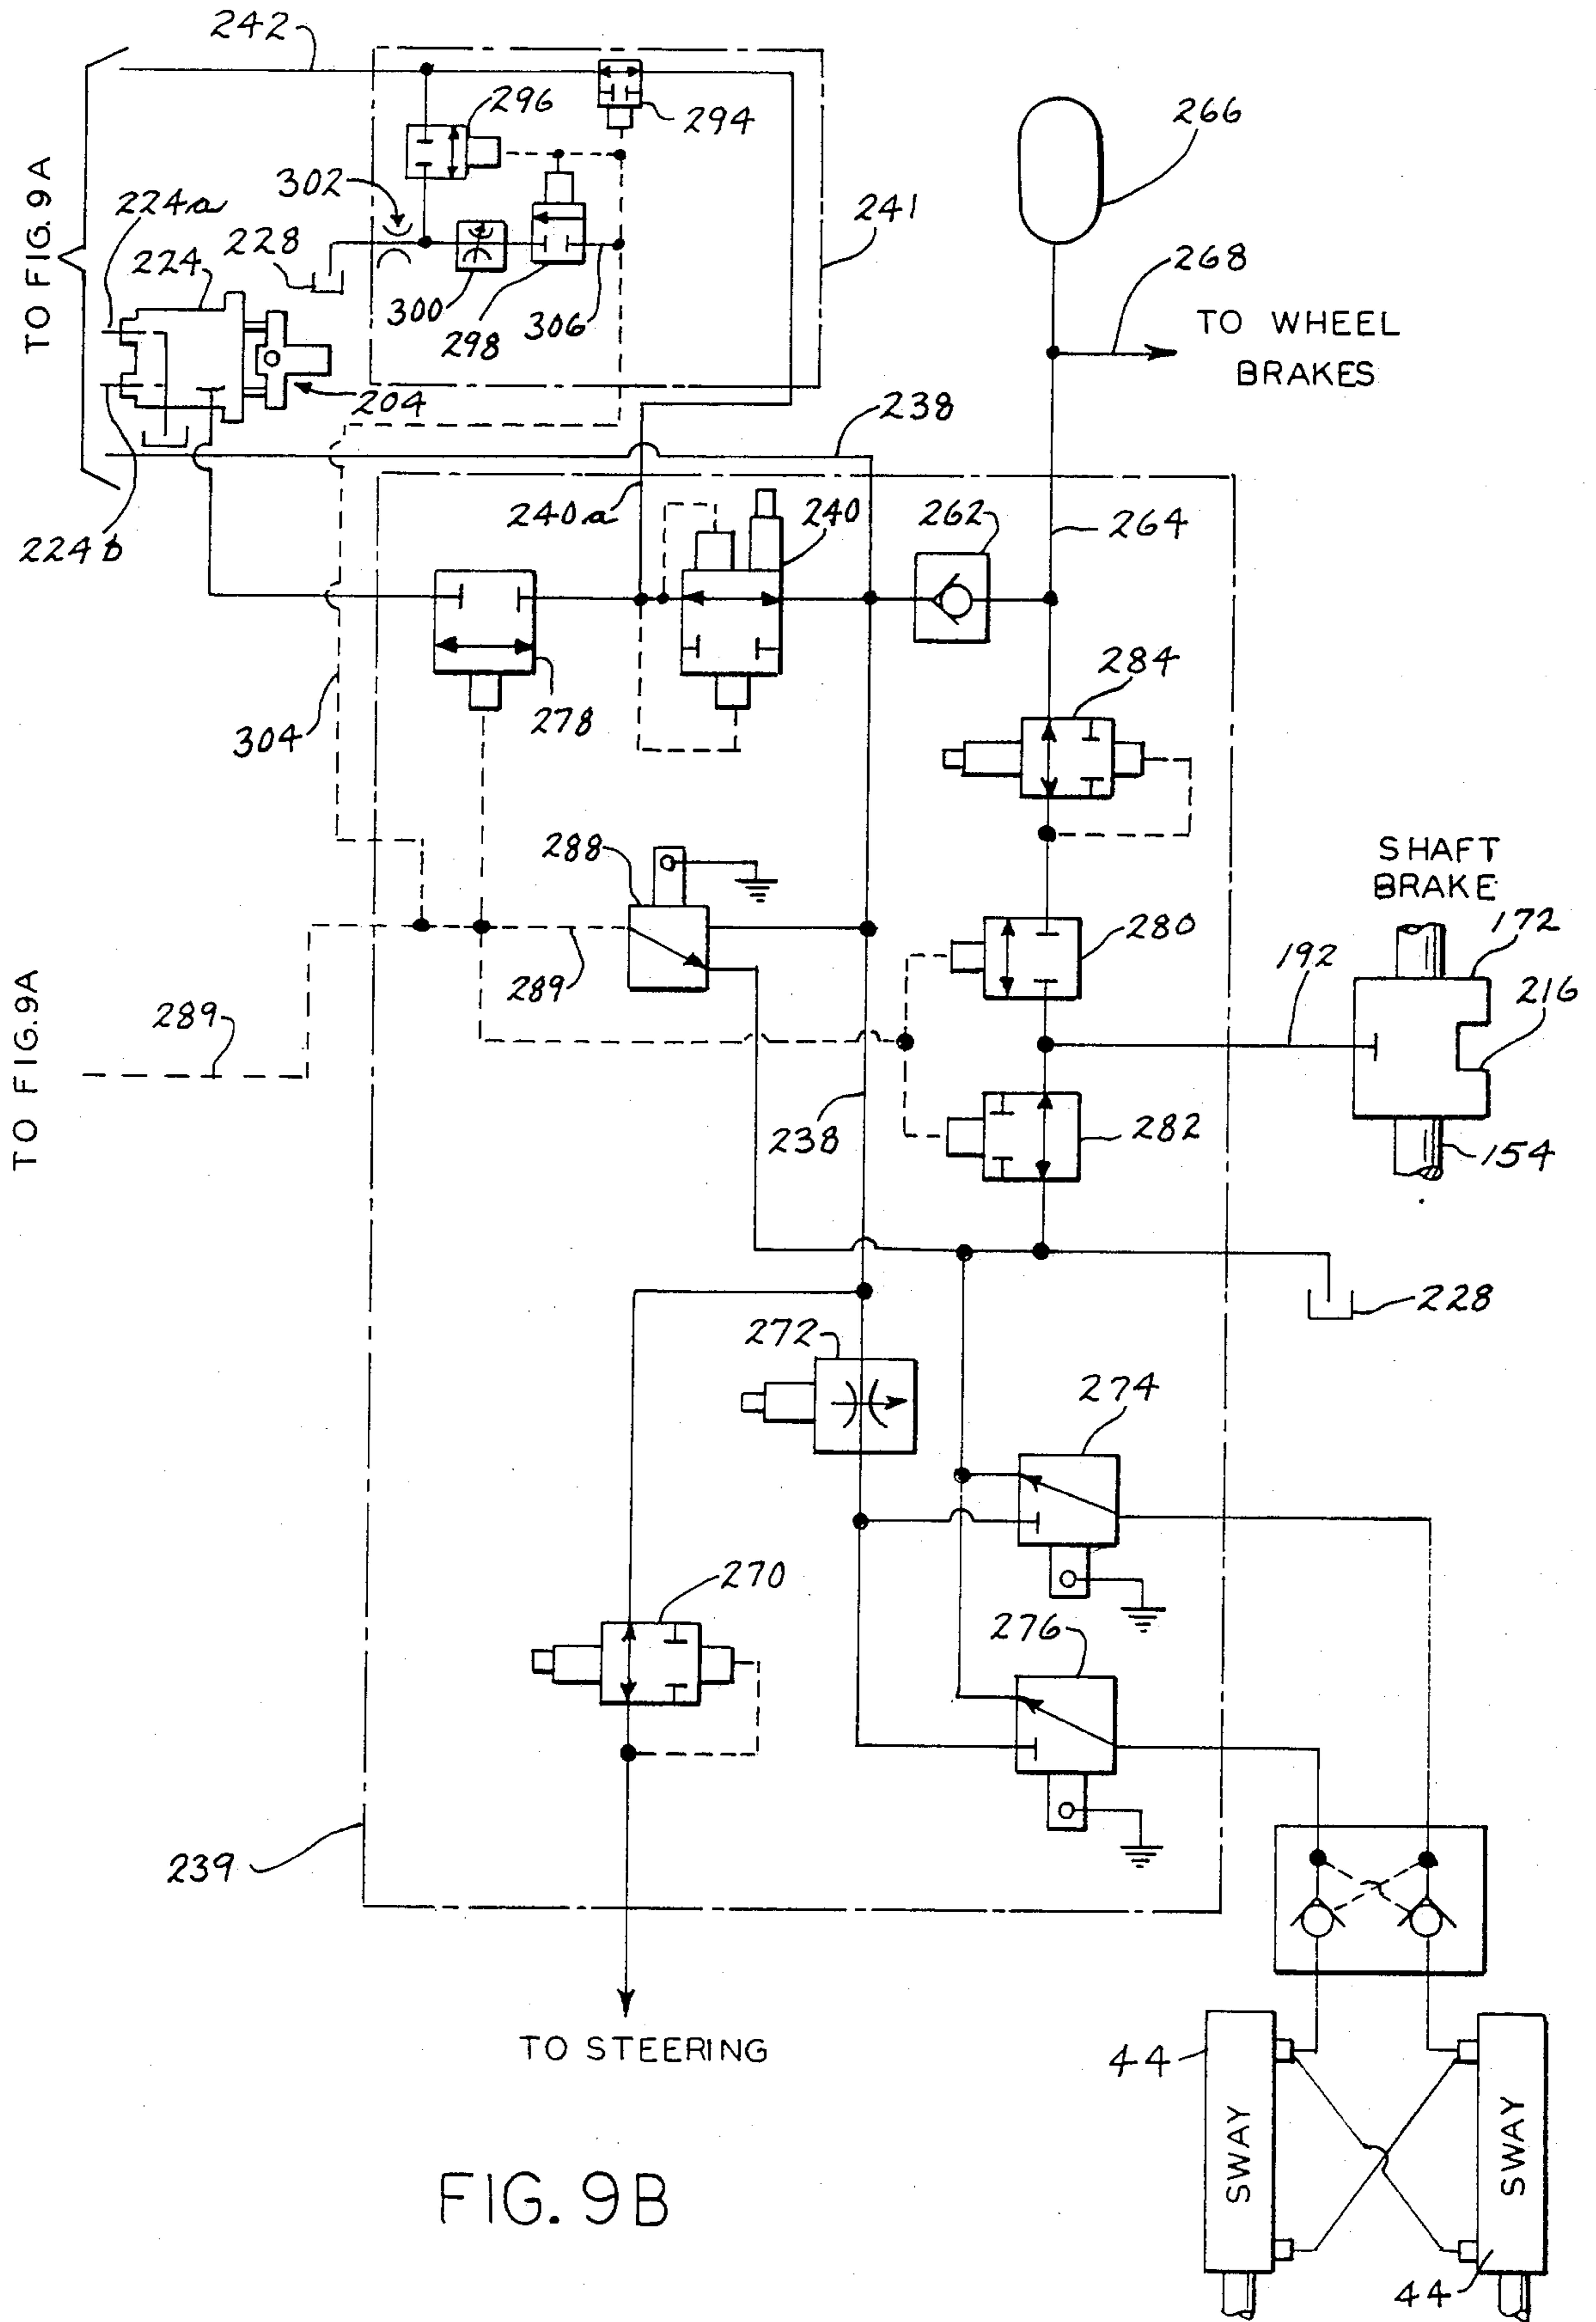 242
296
294
TO FIG. 9A
302
224a
228
224
241
300
298
306
204
224b
266
268
TO WHEEL
BRAKES
238
240a
240
262
264
284
304
278
288
289
289
TO FIG. 9A
280
SHAFT
BRAKE
172
216
192
238
282
154
228
272
274
270
276
239
TO STEERING
44
SWAY
SWAY
44
FIG. 9B